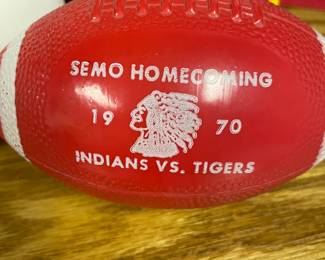 SEMO HOMECOMING
19 70
INDIANS VS. TIGERS